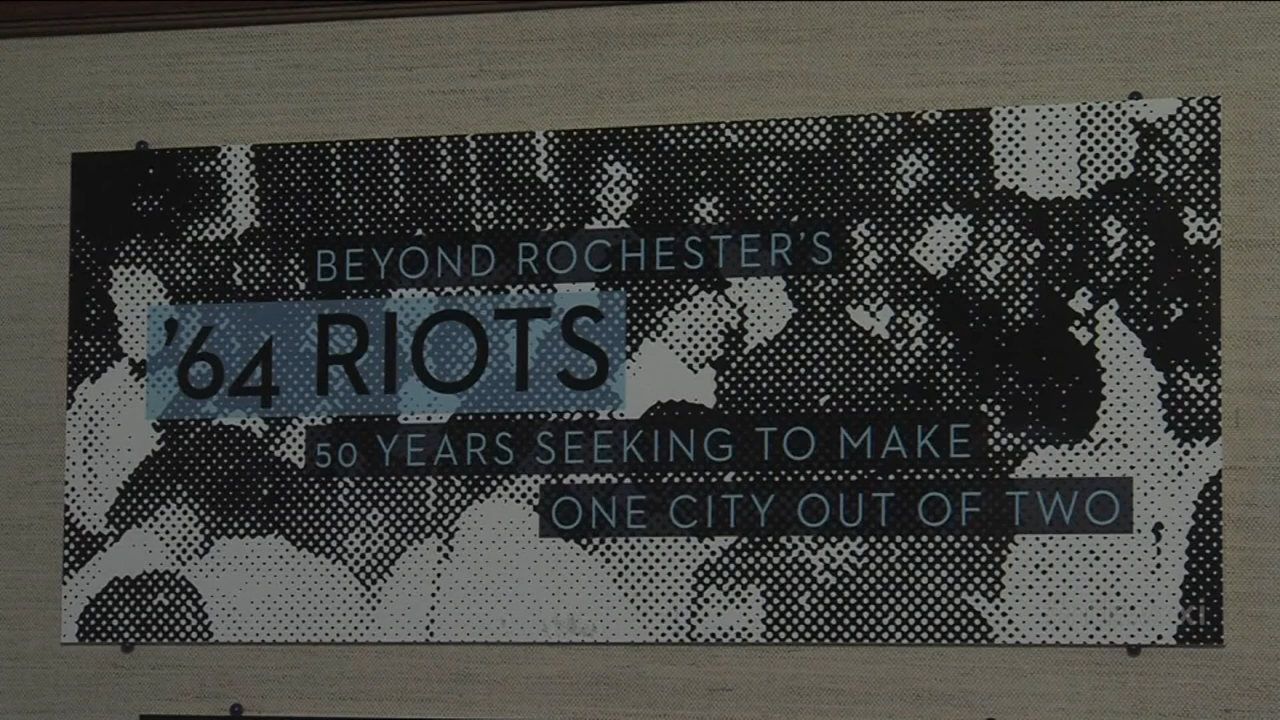 BEYOND ROCHESTER'S
'64 RIOTS
50 YEARS SEEKING TO MAKE
ONE CITY OUT OF TWO